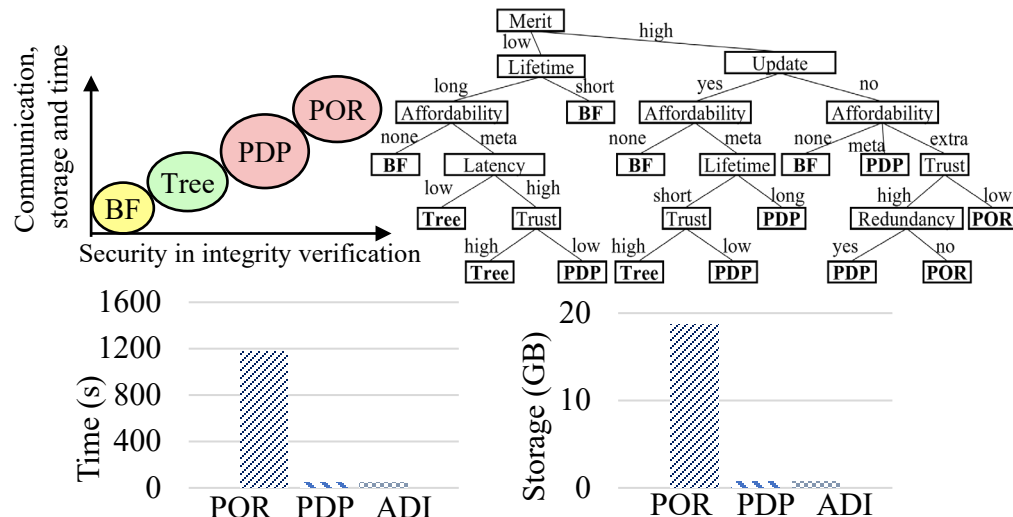 Communication,
storage and time
BF
Tree
PDP
POR
Security in integrity verification
Merit
low
high
Lifetime
Update
long
short
yes
no
Affordability
BF
Affordability
Affordability
none
meta
none
meta
none
meta
extra
BF
Latency
BF
Lifetime
BF
PDP
Trust
low
high
short
long
high
low
Tree
Trust
Trust
PDP
Redundancy
POR
high
low
high
low
yes
no
Tree
PDP
Tree
PDP
PDP
POR
Time (s)
1600
1200
800
400
0
POR PDP ADI
Storage (GB)
20
10
0
POR PDP ADI